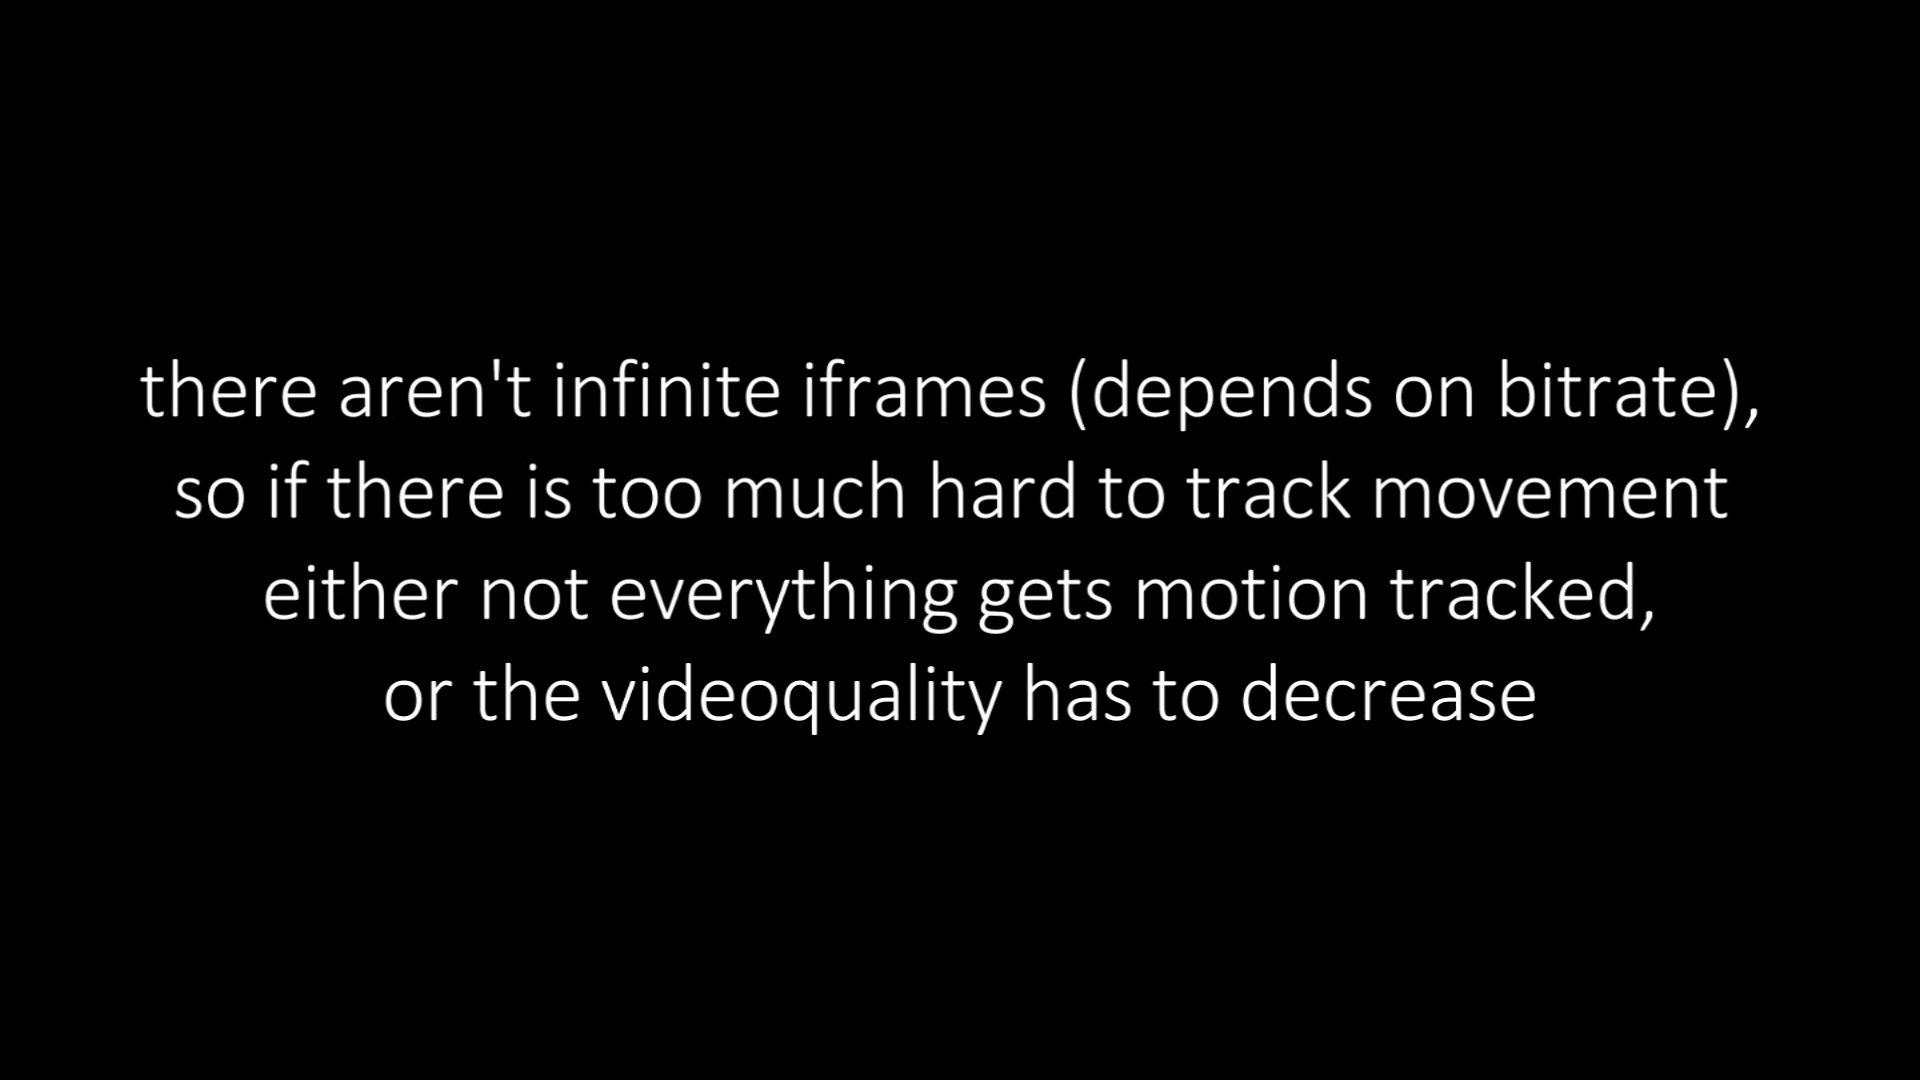 there aren't infinite iframes (depends on bitrate),
so if there is too much hard to track movement
either not everything gets motion tracked,
or the videoquality has to decrease